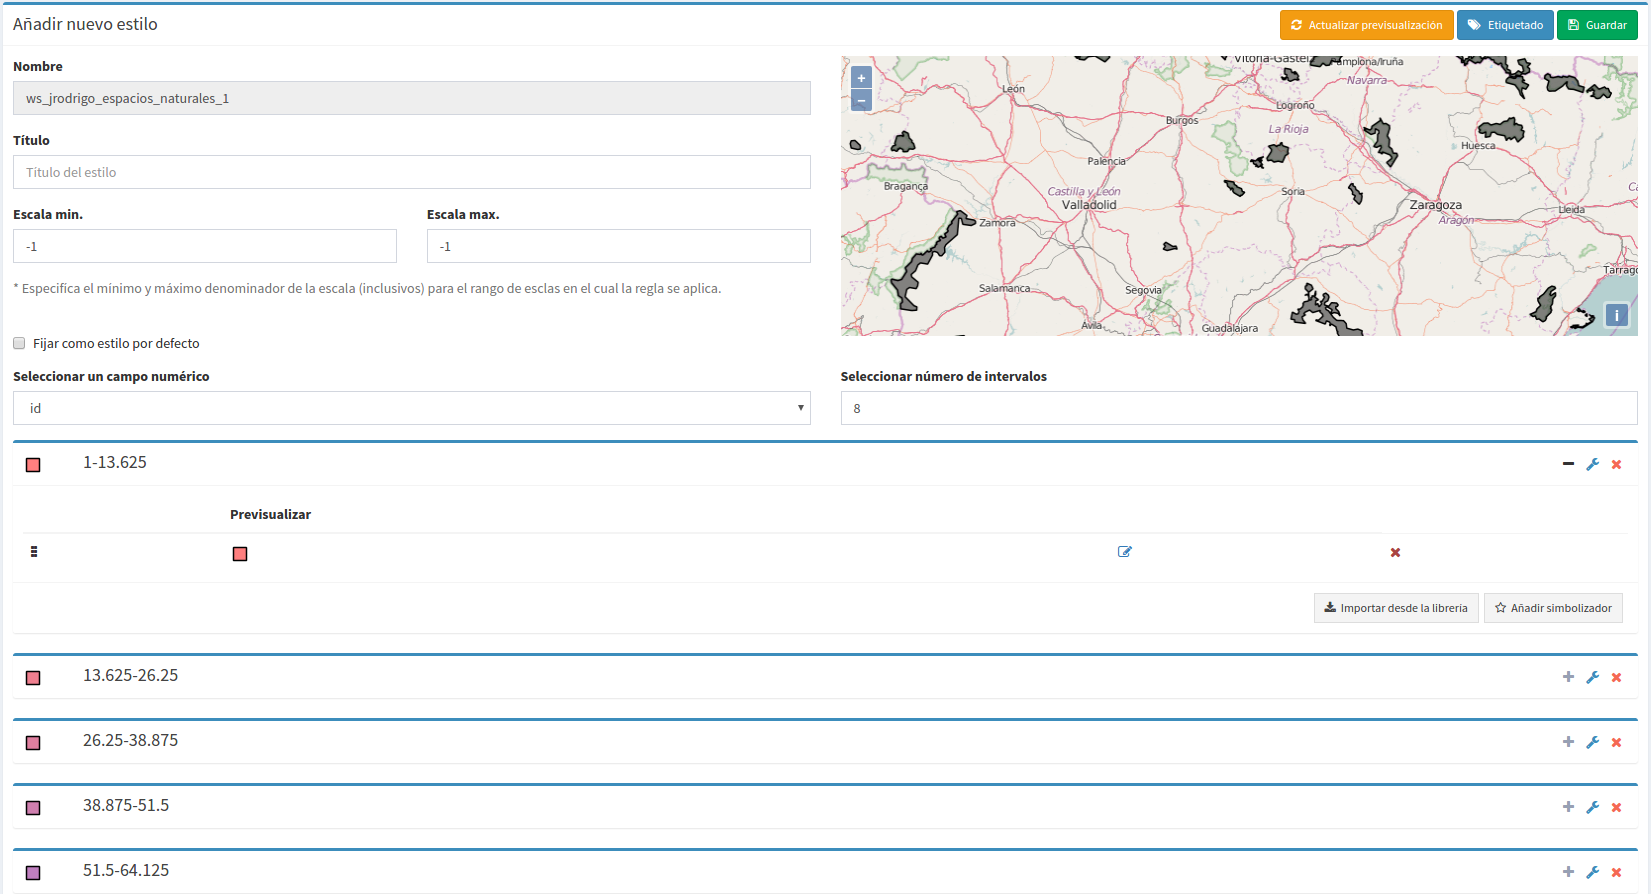 Añadir nuevo estilo
Actualizar previsualización
Etiquetado
Guardar
Nombre
ws_jrodrigo_espacios_naturales_1
Título
Título del estilo
Escala min.
Escala max.
-1
-1
* Especifica el mínimo y máximo denominador de la escala (inclusivos) para el rango de esclas en el cual la regla se aplica.
Fijar como estilo por defecto
+
−
Vitoria-Gasteiz
amplona/Iruña
Navarra
León
Logroño
Burgos
La Rioja
Huesca
Palencia
Bragança
Castilla y León
Soria
Valladolid
Zaragoza
Lleida
Aragón
Zamora
Tarrag
Salamanca
Segovia
Ávila
Guadalajara
i
Seleccionar un campo numérico
Seleccionar número de intervalos
id
8
1-13.625
Previsualizar
Importar desde la librería
Añadir simbolizador
13.625-26.25
26.25-38.875
38.875-51.5
51.5-64.125